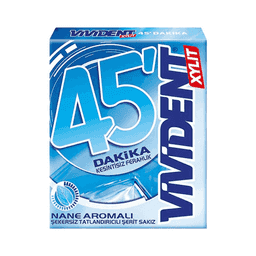 45' DAKİKA
45'
DAKİKA
KESİNTİSİZ FERAHLIK
VIVIDENT
XYLIT
NANE AROMALI
ŞEKERSİZ TATLANDIRICILI ŞERİT SAKIZ